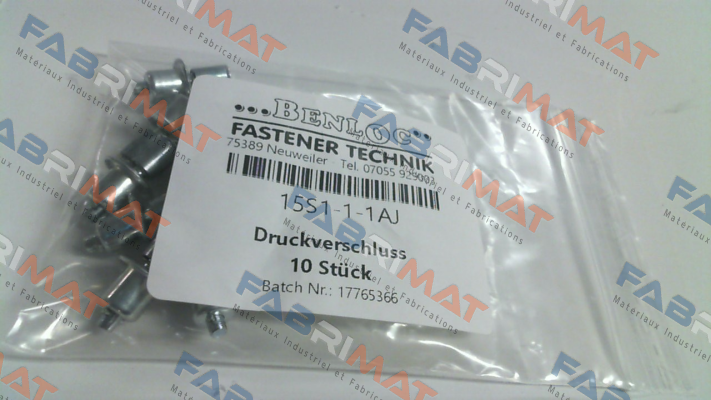 ...BENLOC...
FASTENER TECHNIK
75389 Neuweiler Tel. 07055 929003
15S1-1-1AJ
Druckverschluss
10 Stück
Batch Nr.: 17765366
FABRIMAT
Materiaux Industriel et Fabrications